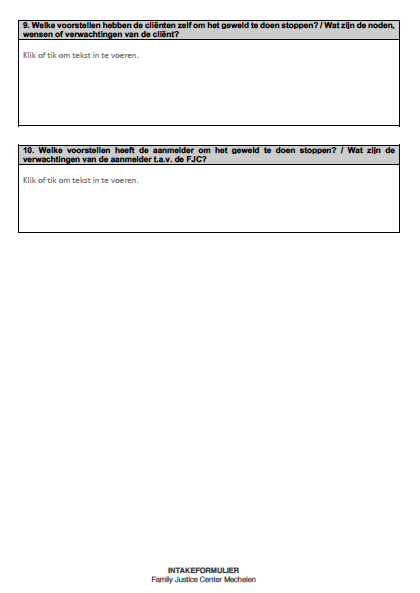 9. Welke voorstellen hebben de cliënten zelf om het geweld te doen stoppen? / Wat zijn de noden,
wensen of verwachtingen van de cliënt?
Klik of tik om tekst in te voeren.
10. Welke voorstellen heeft de aanmelder om het geweld te doen stoppen? / Wat zijn de
verwachtingen van de aanmelder t.a.v. de FJC?
Klik of tik om tekst in te voeren.
INTAKEFORMULIER
Family Justice Center Mechelen